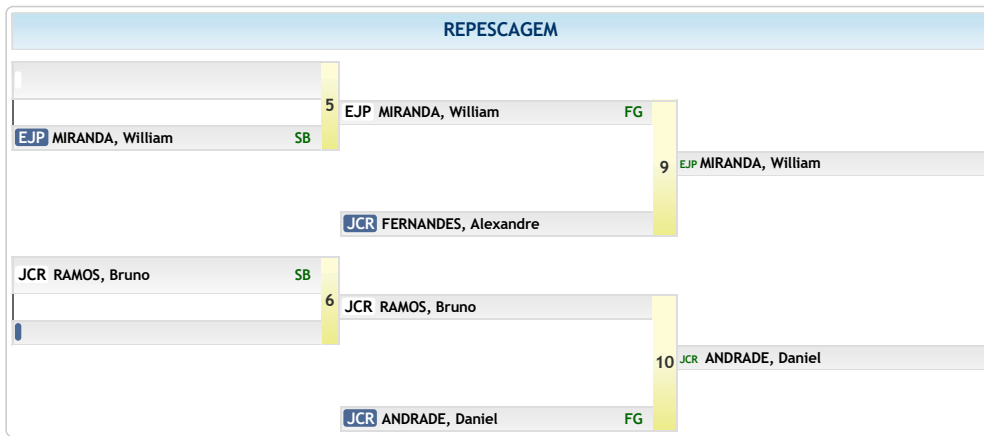 REPESCAGEM
5
EJP MIRANDA, William FG
EJP MIRANDA, William SB
9
EJP MIRANDA, William
JCR FERNANDES, Alexandre
JCR RAMOS, Bruno SB
6
JCR RAMOS, Bruno
10
JCR ANDRADE, Daniel
JCR ANDRADE, Daniel FG